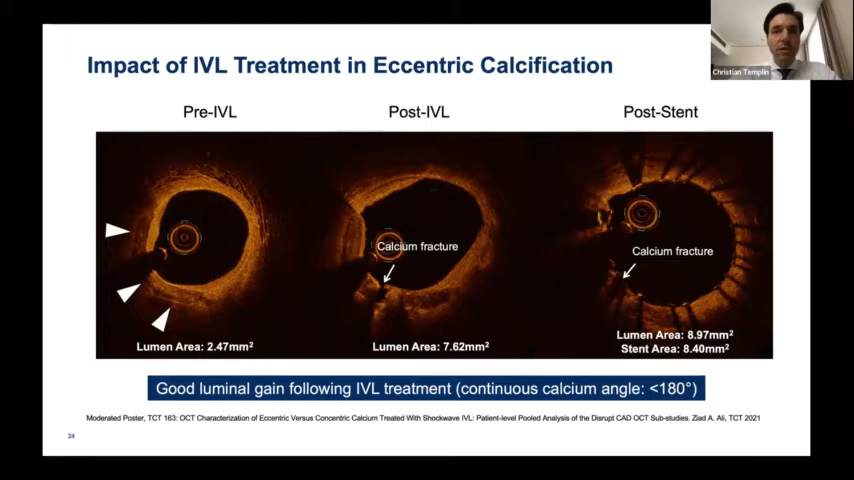 Impact of IVL Treatment in Eccentric Calcification
Christian Templin
Pre-IVL
Post-IVL
Post-Stent
Calcium fracture
Calcium fracture
Lumen Area: 2.47mm²
Lumen Area: 7.62mm²
Lumen Area: 8.97mm²
Stent Area: 8.40mm²
Good luminal gain following IVL treatment (continuous calcium angle: <180°)
Moderated Poster, TCT 163: OCT Characterization of Eccentric Versus Concentric Calcium Treated With Shockwave IVL: Patient-level Pooled Analysis of the Disrupt CAD OCT Sub-studies. Ziad A. Ali, TCT 2021
24